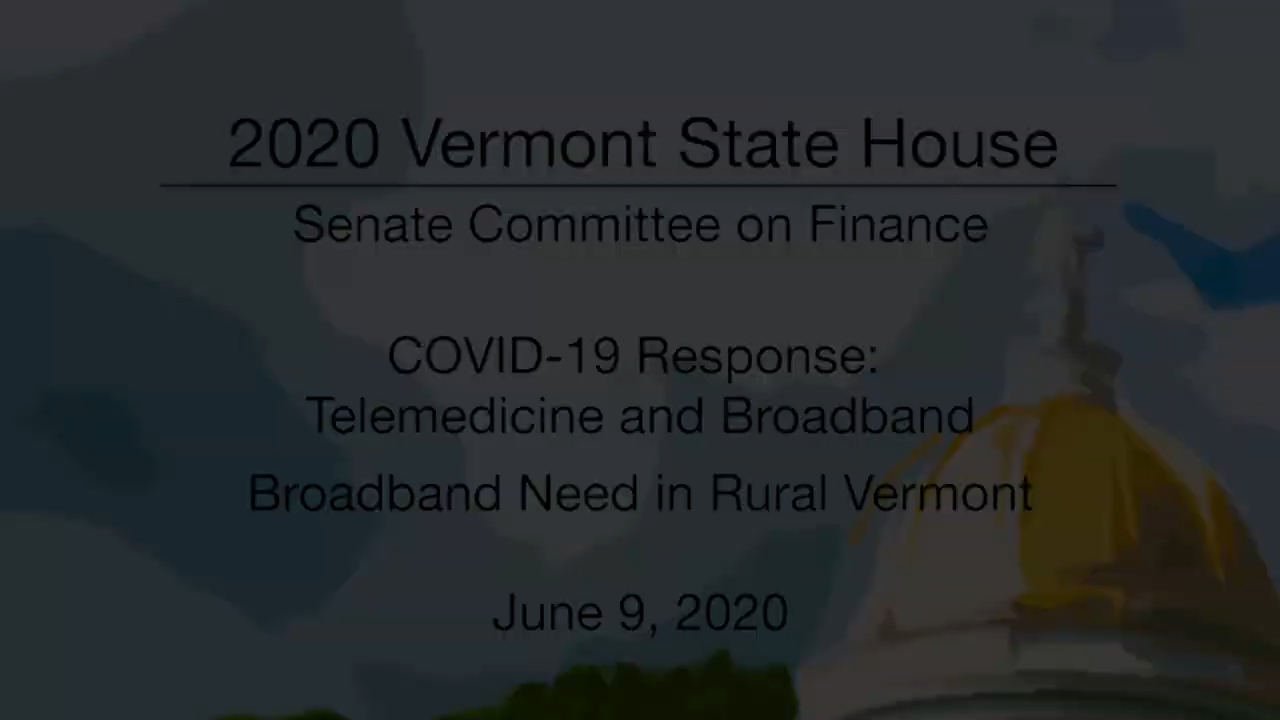 2020 Vermont State House
Senate Committee on Finance
COVID-19 Response:
Telemedicine and Broadband
Broadband Need in Rural Vermont
June 9, 2020